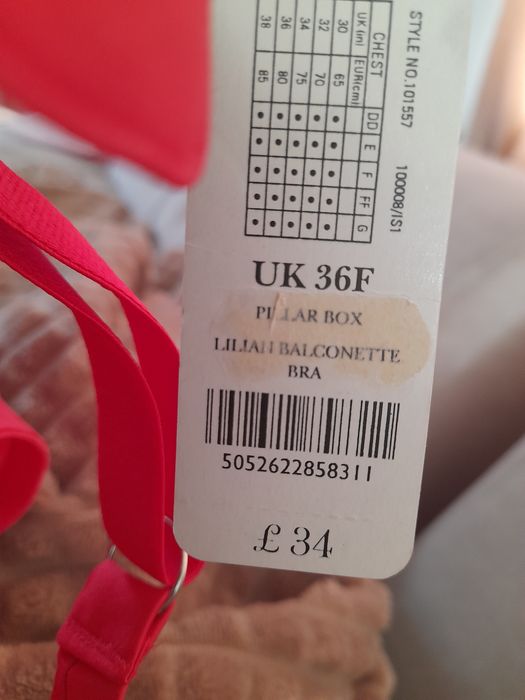 STYLE NO.101557 1D0008/IS1
CHEST DD E F FF G
UK (in) EUR (cm)
30 65
32 70
34 75
36 80
38 85
UK 36F
PILLAR BOX
LILIAN BALCONETTE
BRA
5052622858311
£ 34